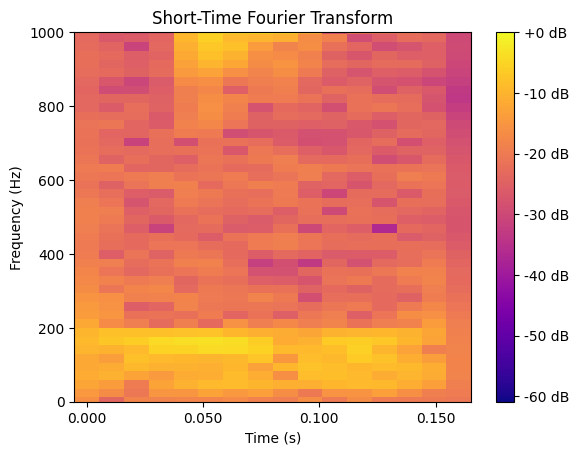 Short-Time Fourier Transform
1000
800
600
400
200
0
Frequency (Hz)
0.000
0.050
0.100
0.150
Time (s)
+0 dB
-10 dB
-20 dB
-30 dB
-40 dB
-50 dB
-60 dB